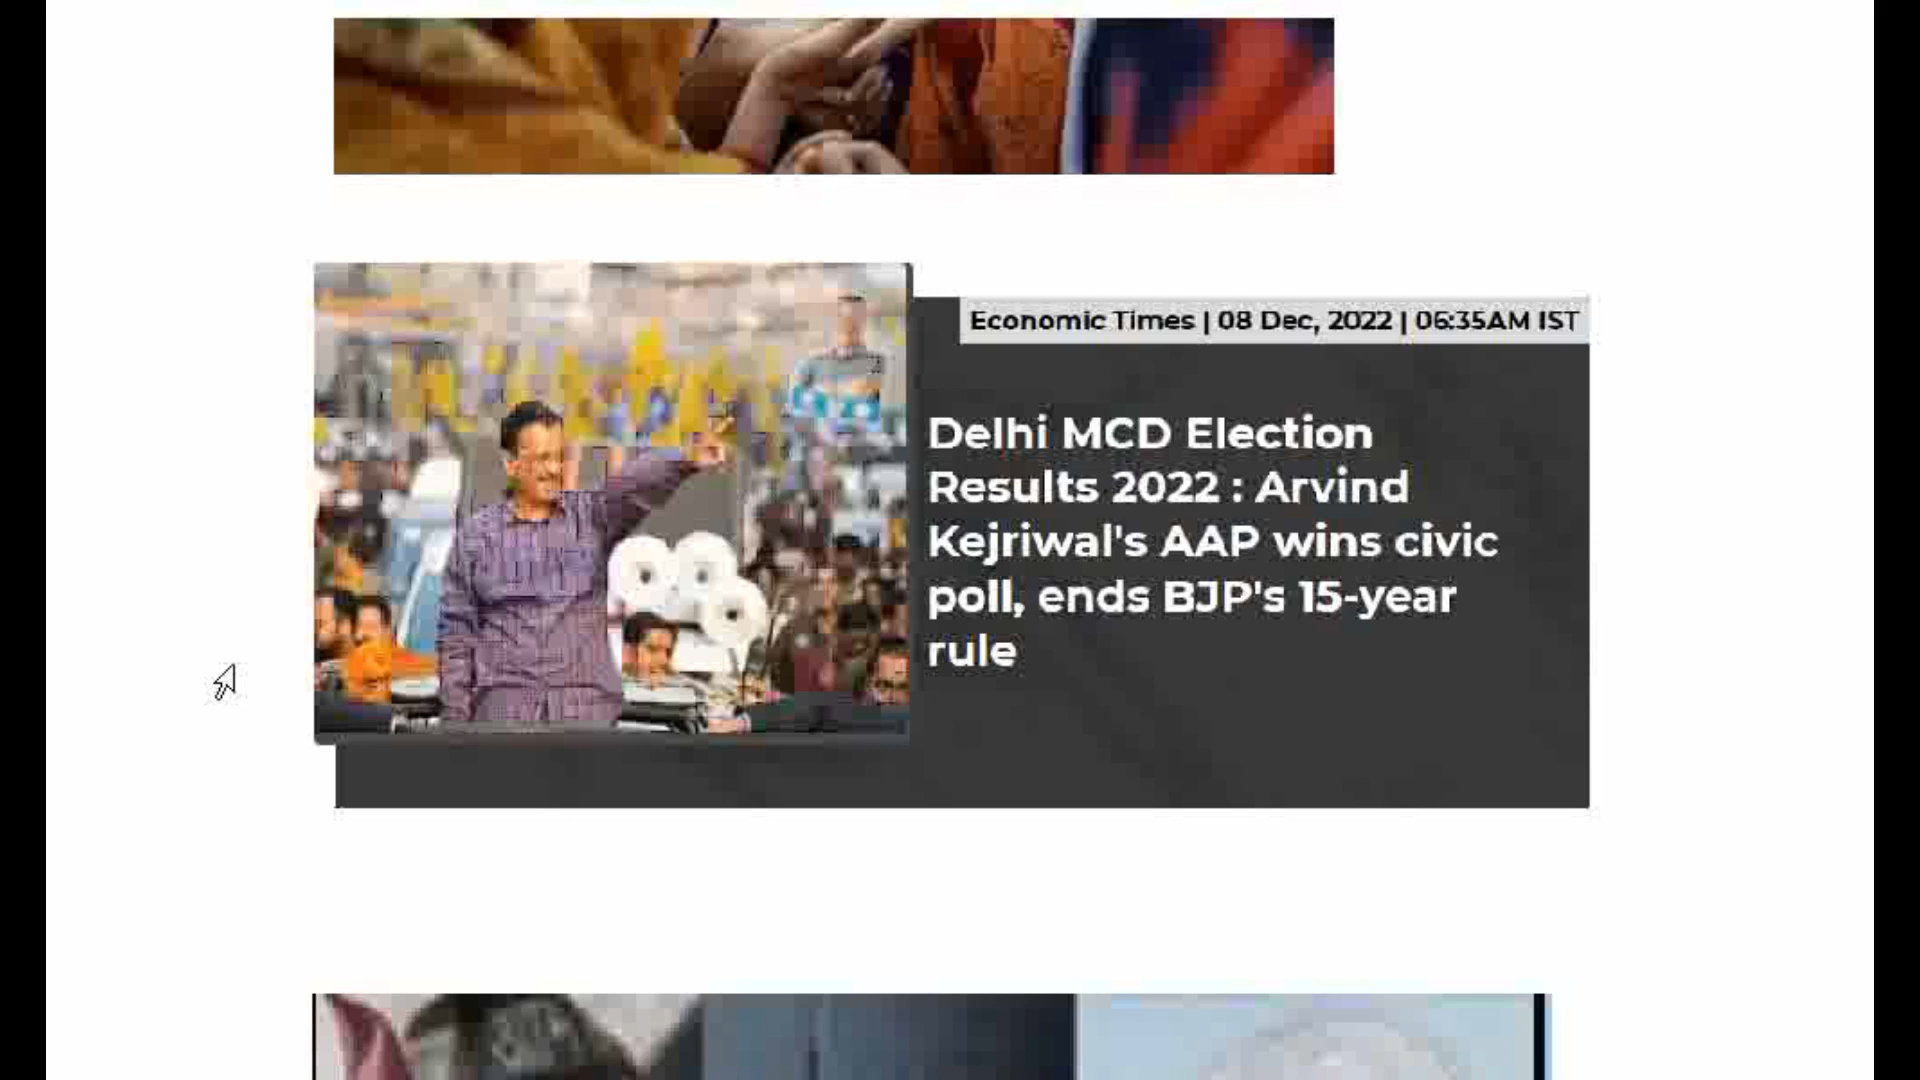 Economic Times | 08 Dec, 2022 | 06:35AM IST
Delhi MCD Election
Results 2022 : Arvind
Kejriwal's AAP wins civic
poll, ends BJP's 15-year
rule